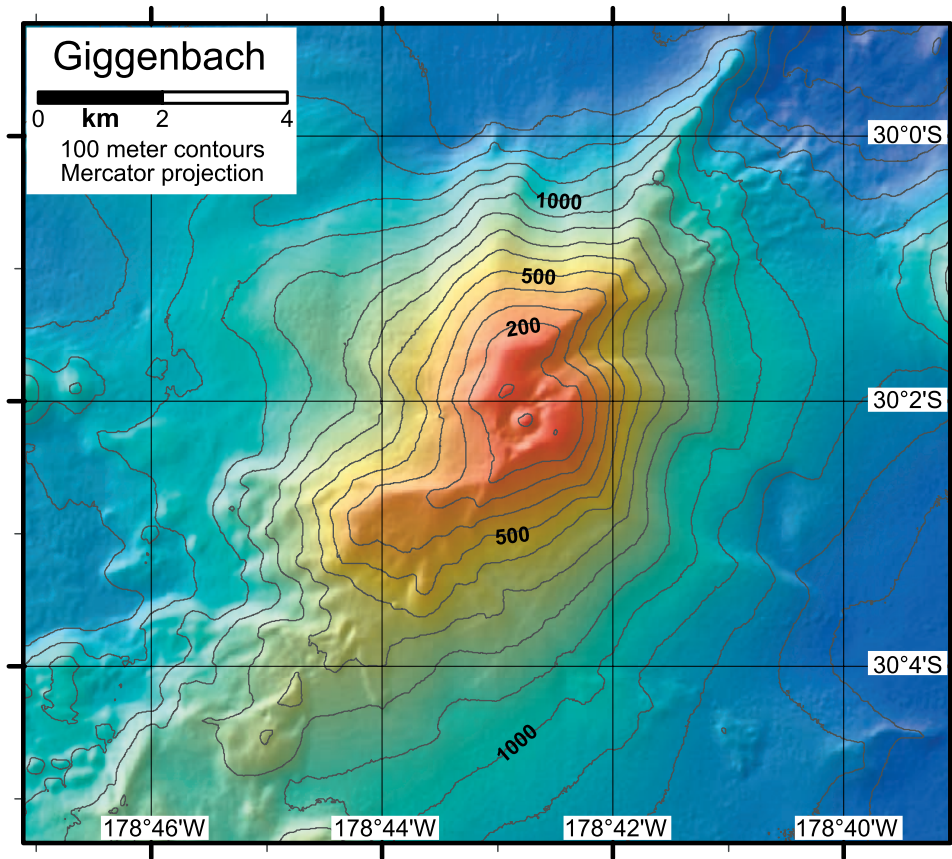 Giggenbach
0 km 2 4
100 meter contours
Mercator projection
30°0'S
1000
500
200
30°2'S
500
30°4'S
1000
178°46'W 178°44'W 178°42'W 178°40'W